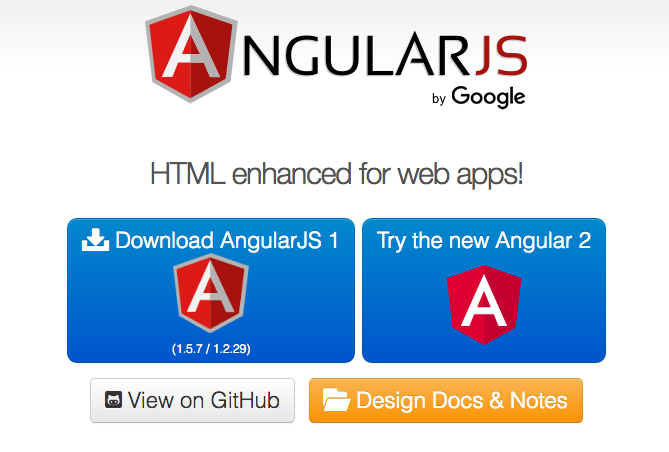 ANGULARJS
by Google
HTML enhanced for web apps!
Download AngularJS 1
(1.5.7 / 1.2.29)
Try the new Angular 2
A
A
View on GitHub
Design Docs & Notes